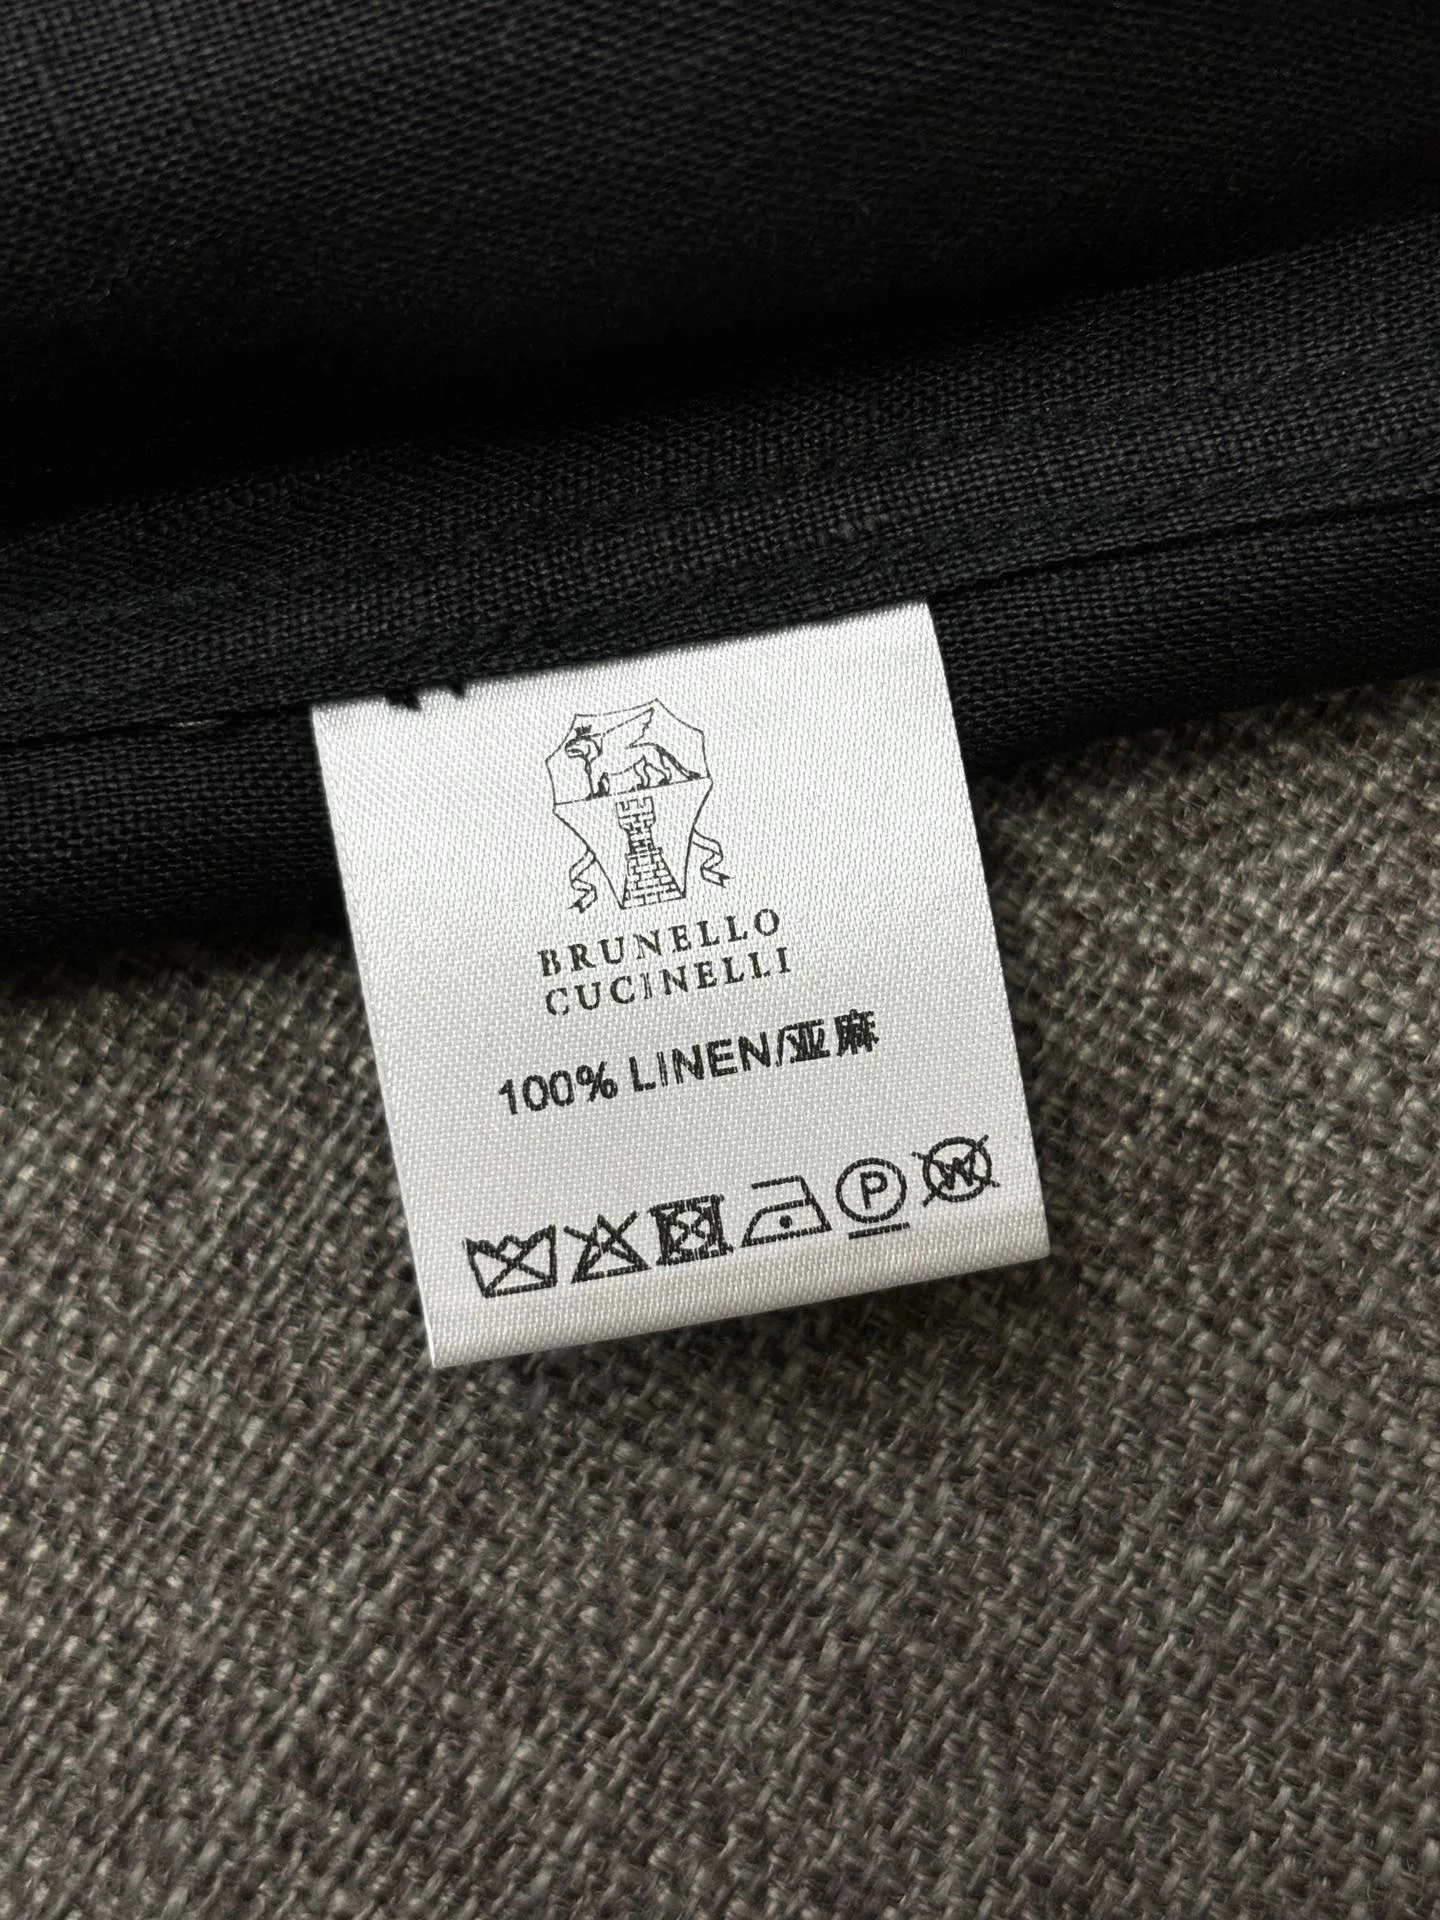 BRUNELLO
CUCINELLI
100% LINEN/亚麻
P
W